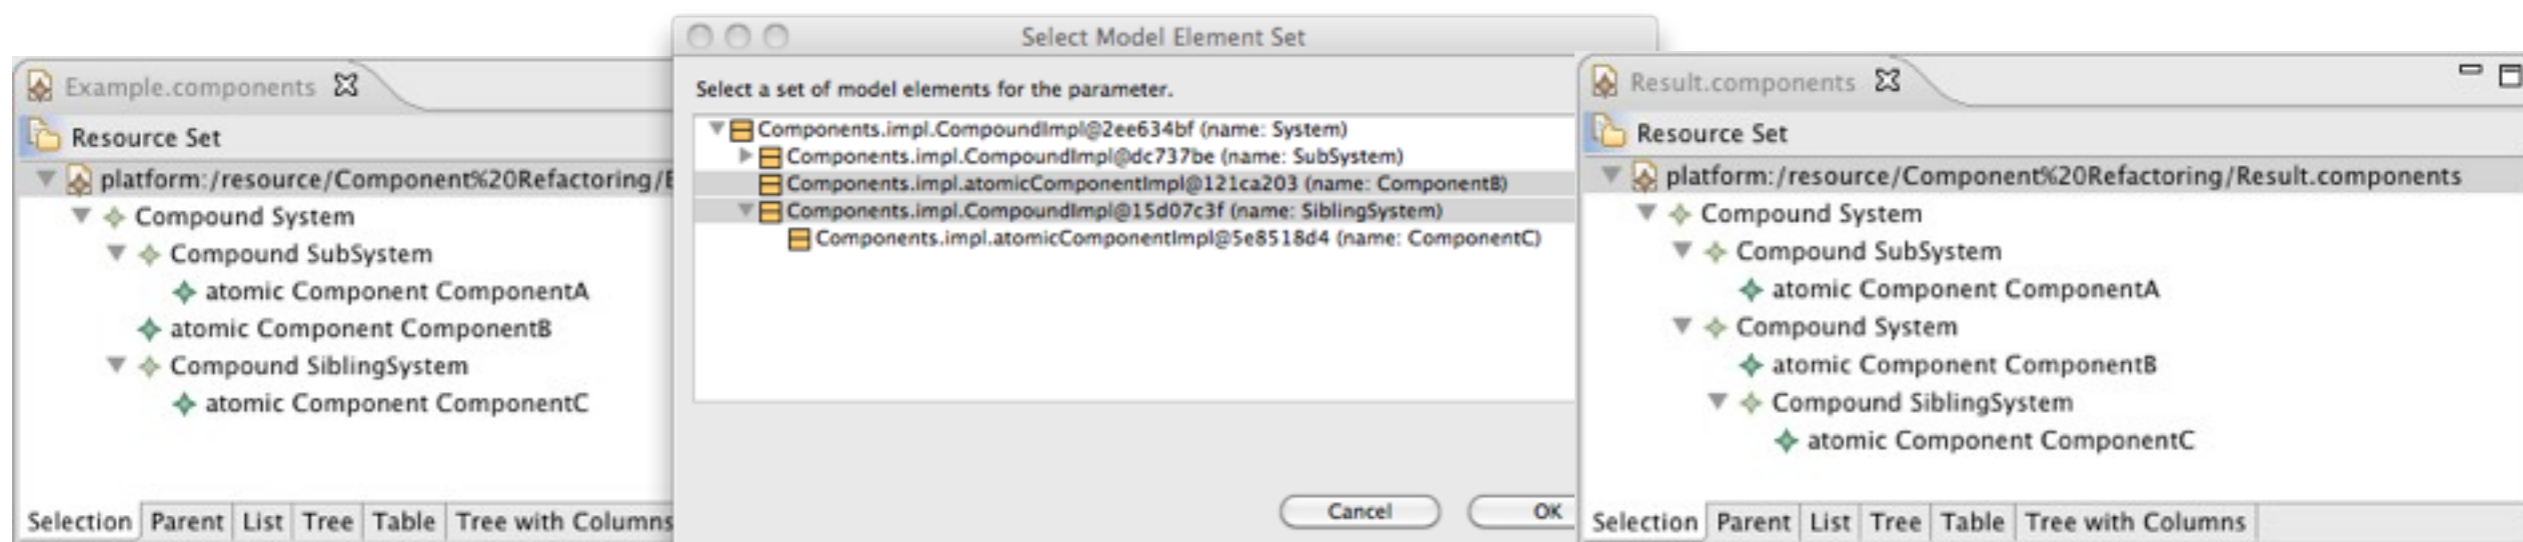 Example.components
Resource Set
platform:/resource/Component%20Refactoring/E
Compound System
Compound SubSystem
atomic Component ComponentA
atomic Component ComponentB
Compound SiblingSystem
atomic Component ComponentC
Selection Parent List Tree Table Tree with Columns
Select Model Element Set
Select a set of model elements for the parameter.
Components.impl.CompoundImpl@2ee634bf (name: System)
Components.impl.CompoundImpl@dc737be (name: SubSystem)
Components.impl.atomicComponentImpl@121ca203 (name: ComponentB)
Components.impl.CompoundImpl@15d07c3f (name: SiblingSystem)
Components.impl.atomicComponentImpl@5e8518d4 (name: ComponentC)
Cancel OK
Result.components
Resource Set
platform:/resource/Component%20Refactoring/Result.components
Compound System
Compound SubSystem
atomic Component ComponentA
Compound System
atomic Component ComponentB
Compound SiblingSystem
atomic Component ComponentC
Selection Parent List Tree Table Tree with Columns